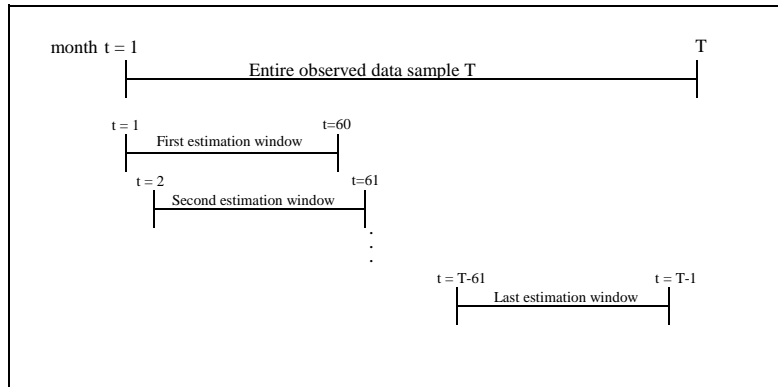 month t = 1 T
Entire observed data sample T
t = 1 t=60
First estimation window
t = 2 t=61
Second estimation window
.
.
.
t = T-61 t = T-1
Last estimation window